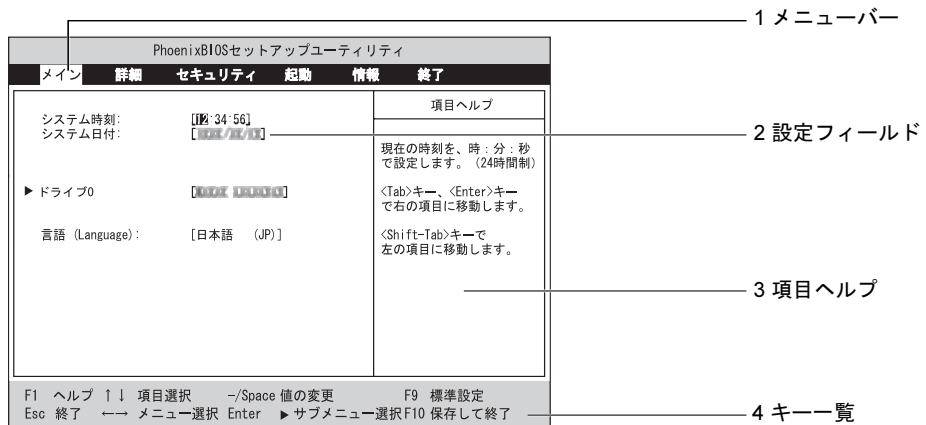 1 メニューバー
PhoenixBIOSセットアップユーティリティ
メイン 詳細 セキュリティ 起動 情報 終了
項目ヘルプ
システム時刻: [12:34:56]
システム日付: [ / / ]
2 設定フィールド
現在の時刻を、時：分：秒
で設定します。（24時間制）
▶ ドライブ0 [ ]
<Tab>キー、<Enter>キー
で右の項目に移動します。
言語 (Language): [日本語 (JP)]
<Shift-Tab>キーで
左の項目に移動します。
3 項目ヘルプ
F1 ヘルプ ↑↓ 項目選択 -/Space 値の変更 F9 標準設定
Esc 終了 ←→ メニュー選択 Enter ▶ サブメニュー選択 F10 保存して終了
4 キー一覧